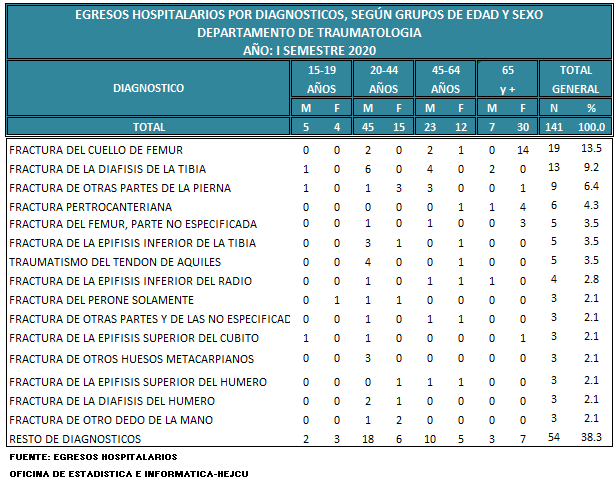 EGRESOS HOSPITALARIOS POR DIAGNOSTICOS, SEGÚN GRUPOS DE EDAD Y SEXO
DEPARTAMENTO DE TRAUMATOLOGIA
AÑO: I SEMESTRE 2020
DIAGNOSTICO 15-19 AÑOS 20-44 AÑOS 45-64 AÑOS 65 y + TOTAL GENERAL
M F M F M F M F N %
TOTAL 5 4 45 15 23 12 7 30 141 100.0
FRACTURA DEL CUELLO DE FEMUR 0 0 2 0 2 1 0 14 19 13.5
FRACTURA DE LA DIAFISIS DE LA TIBIA 1 0 6 0 4 0 2 0 13 9.2
FRACTURA DE OTRAS PARTES DE LA PIERNA 1 0 1 3 3 0 0 1 9 6.4
FRACTURA PERTROCANTERIANA 0 0 0 0 0 1 1 4 6 4.3
FRACTURA DEL FEMUR, PARTE NO ESPECIFICADA 0 0 1 0 1 0 0 3 5 3.5
FRACTURA DE LA EPIFISIS INFERIOR DE LA TIBIA 0 0 3 1 0 1 0 0 5 3.5
TRAUMATISMO DEL TENDON DE AQUILES 0 0 4 0 0 1 0 0 5 3.5
FRACTURA DE LA EPIFISIS INFERIOR DEL RADIO 0 0 1 0 1 1 1 0 4 2.8
FRACTURA DEL PERONE SOLAMENTE 0 1 0 1 0 0 0 0 3 2.1
FRACTURA DE OTRAS PARTES Y DE LAS NO ESPECIFICAD 0 0 1 0 1 1 0 0 3 2.1
FRACTURA DE LA EPIFISIS SUPERIOR DEL CUBITO 1 0 1 0 0 0 0 1 3 2.1
FRACTURA DE OTROS HUESOS METACARPIANOS 0 0 3 0 0 0 0 0 3 2.1
FRACTURA DE LA EPIFISIS SUPERIOR DEL HUMERO 0 0 0 1 1 1 0 0 3 2.1
FRACTURA DE LA DIAFISIS DEL HUMERO 0 0 2 1 0 0 0 0 3 2.1
FRACTURA DE OTRO DEDO DE LA MANO 0 0 1 2 0 0 0 0 3 2.1
RESTO DE DIAGNOSTICOS 2 3 18 6 10 5 3 7 54 38.3
FUENTE: EGRESOS HOSPITALARIOS
OFICINA DE ESTADISTICA E INFORMATICA-HEJCU